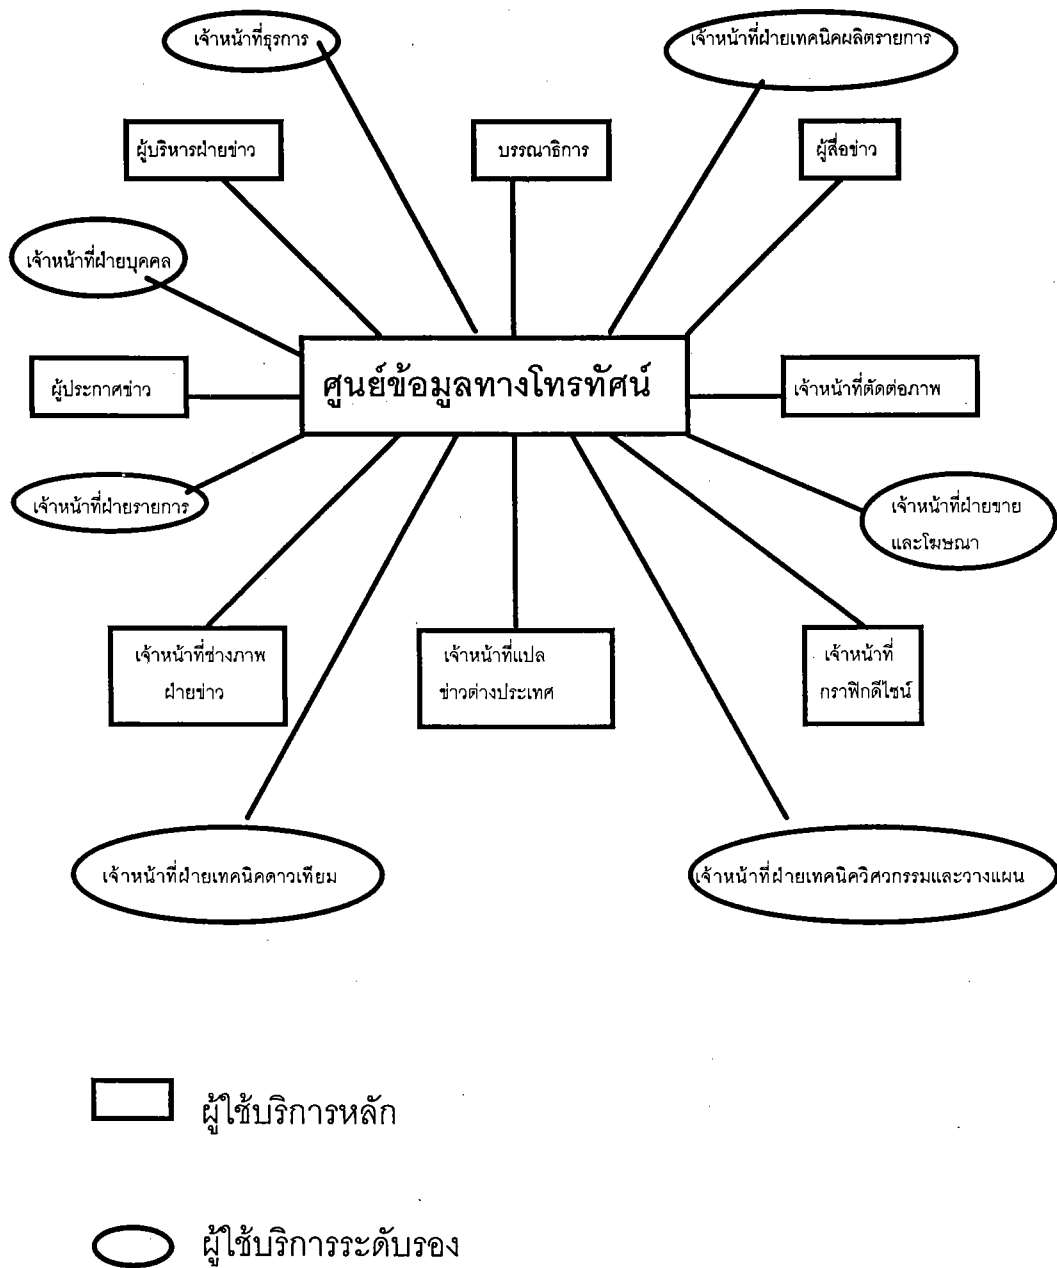 เจ้าหน้าที่ธุรการ
เจ้าหน้าที่ฝ่ายเทคนิคผลิตรายการ
ผู้บริหารฝ่ายข่าว
บรรณาธิการ
ผู้สื่อข่าว
เจ้าหน้าที่ฝ่ายบุคคล
ศูนย์ข้อมูลทางโทรทัศน์
ผู้ประกาศข่าว
เจ้าหน้าที่ตัดต่อภาพ
เจ้าหน้าที่ฝ่ายรายการ
เจ้าหน้าที่ฝ่ายขาย
และโฆษณา
เจ้าหน้าที่ช่างภาพ
ฝ่ายข่าว
เจ้าหน้าที่แปล
ข่าวต่างประเทศ
เจ้าหน้าที่
กราฟิกดีไซน์
เจ้าหน้าที่ฝ่ายเทคนิคดาวเทียม
เจ้าหน้าที่ฝ่ายเทคนิควิศวกรรมและวางแผน
ผู้ใช้บริการหลัก
ผู้ใช้บริการระดับรอง